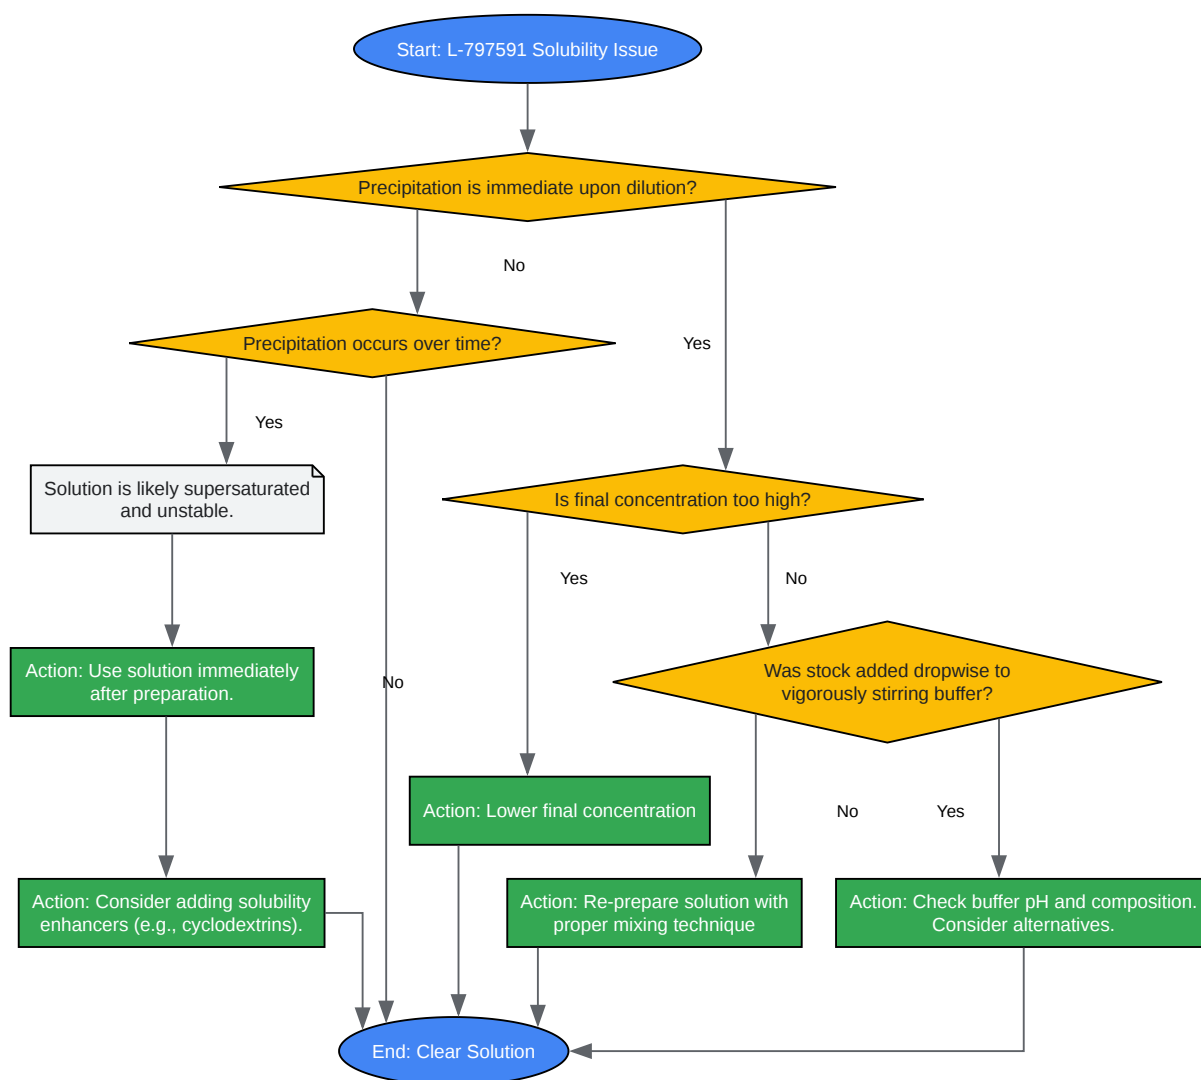 Start: L-797591 Solubility Issue
Precipitation is immediate upon dilution?
No
Precipitation occurs over time?
Yes
Yes
Solution is likely supersaturated
and unstable.
Is final concentration too high?
Yes
No
Action: Use solution immediately
after preparation.
No
Was stock added dropwise to
vigorously stirring buffer?
Action: Lower final concentration
No
Yes
Action: Consider adding solubility
enhancers (e.g., cyclodextrins).
Action: Re-prepare solution with
proper mixing technique
Action: Check buffer pH and composition.
Consider alternatives.
End: Clear Solution